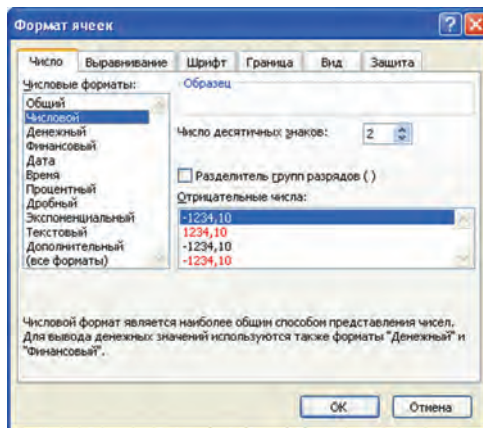 Формат ячеек
Число Выравнивание Шрифт Граница Вид Защита
Числовые форматы:
Общий
Числовой
Денежный
Финансовый
Дата
Время
Процентный
Дробный
Экспоненциальный
Текстовый
Дополнительный
(все форматы)
Образец
Число десятичных знаков: 2
Разделитель групп разрядов ( )
Отрицательные числа:
-1234,10
1234,10
-1234,10
-1234,10
Числовой формат является наиболее общим способом представления чисел.
Для вывода денежных значений используются также форматы "Денежный" и
"Финансовый".
ОК Отмена